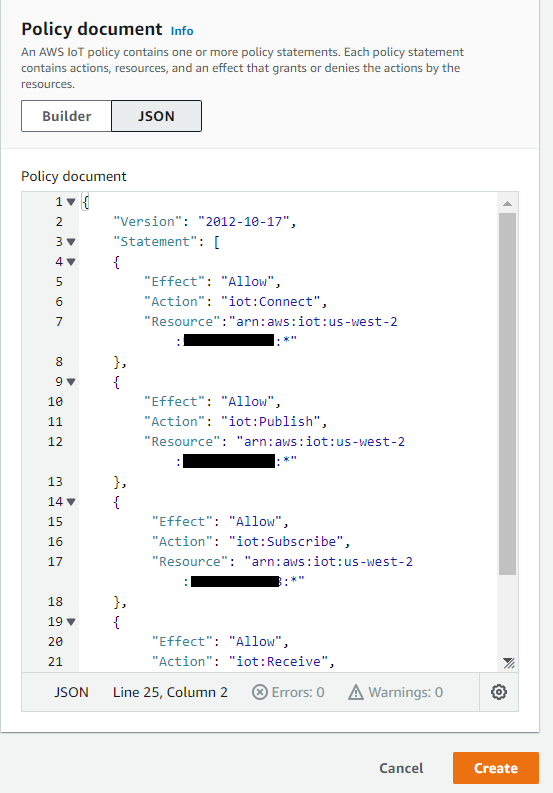 Policy document Info
An AWS IoT policy contains one or more policy statements. Each policy statement
contains actions, resources, and an effect that grants or denies the actions by the
resources.
Builder JSON
Policy document
1 {
2 "Version": "2012-10-17",
3 "Statement": [
4 {
5 "Effect": "Allow",
6 "Action": "iot:Connect",
7 "Resource":"arn:aws:iot:us-west-2
: :*"
8 },
9 {
10 "Effect": "Allow",
11 "Action": "iot:Publish",
12 "Resource": "arn:aws:iot:us-west-2
: :*"
13 },
14 {
15 "Effect": "Allow",
16 "Action": "iot:Subscribe",
17 "Resource": "arn:aws:iot:us-west-2
: :*"
18 },
19 {
20 "Effect": "Allow",
21 "Action": "iot:Receive",
JSON Line 25, Column 2 Errors: 0 Warnings: 0
Cancel Create